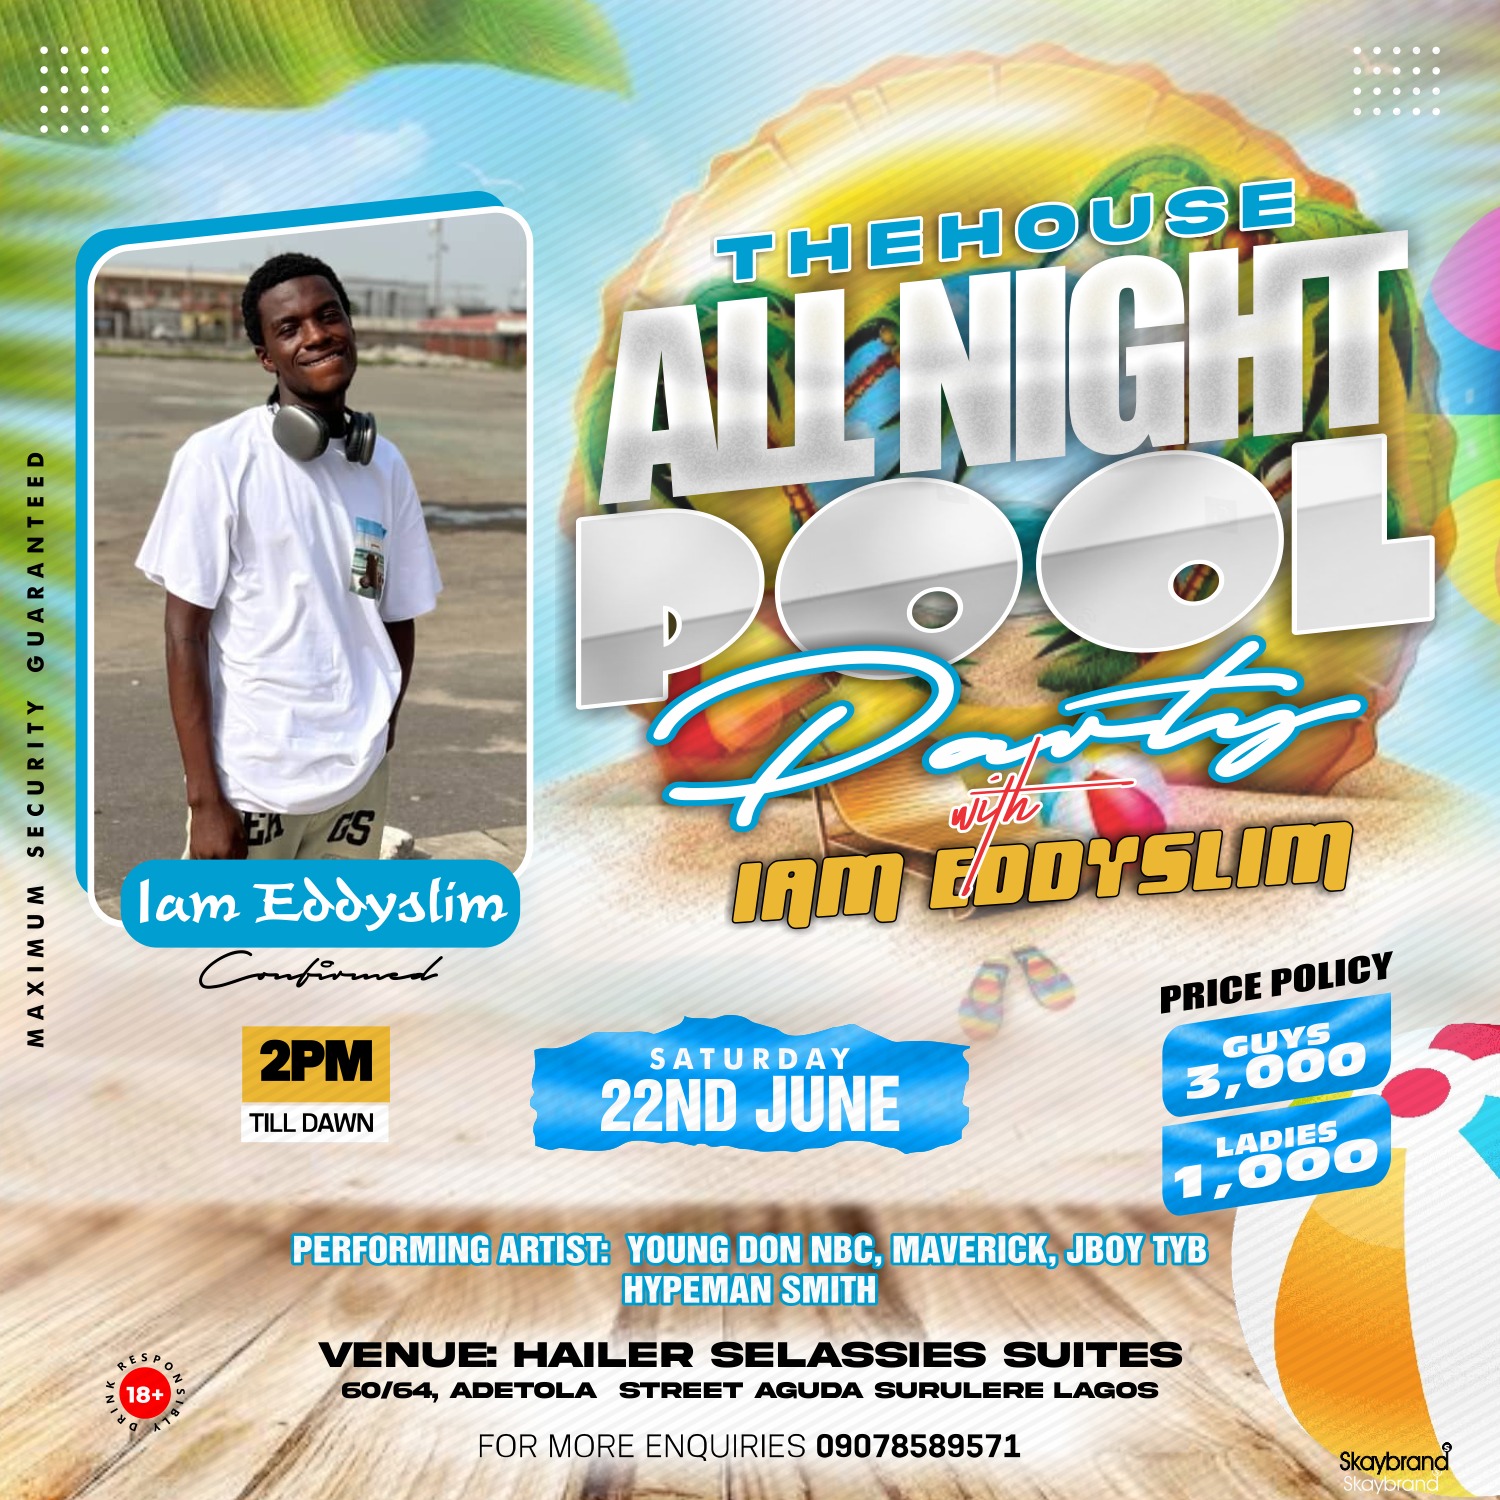 THEHOUSE
ALL NIGHT
POOL
Party
with
IAM EDDYSLIM
MAXIMUM SECURITY GUARANTEED
ER GS
Iam Eddyslim
Confirmed
2PM
TILL DAWN
SATURDAY
22ND JUNE
PRICE POLICY
GUYS
3,000
LADIES
1,000
PERFORMING ARTIST: YOUNG DON NBC, MAVERICK, JBOY TYB
HYPEMAN SMITH
VENUE: HAILER SELASSIES SUITES
60/64, ADETOLA STREET AGUDA SURULERE LAGOS
DRINK RESPONSIBLY
18+
FOR MORE ENQUIRIES 09078589571
Skaybrand S
Skaybrand